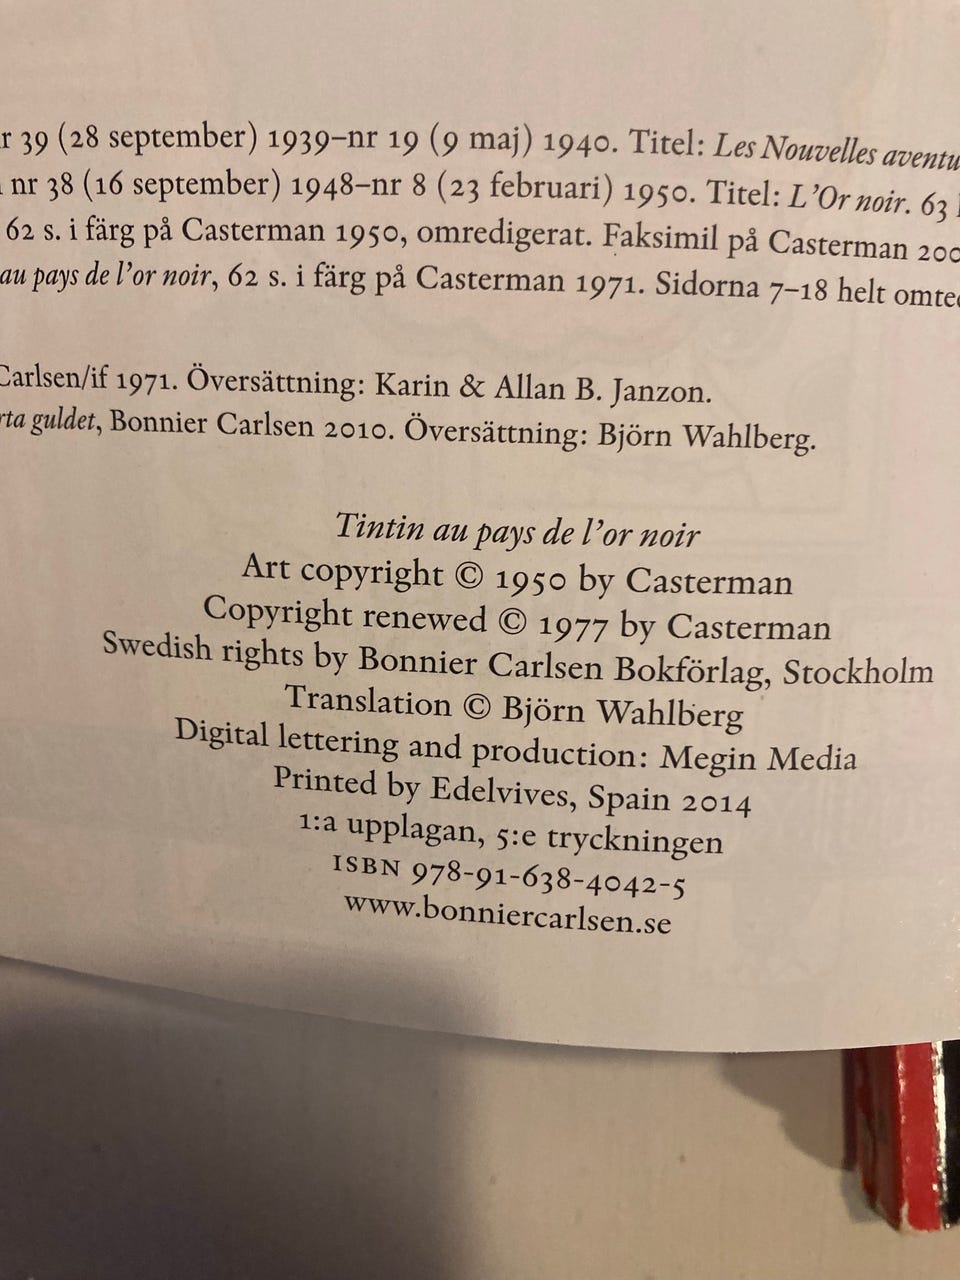 r 39 (28 september) 1939–nr 19 (9 maj) 1940. Titel: Les Nouvelles aventu
nr 38 (16 september) 1948–nr 8 (23 februari) 1950. Titel: L’Or noir. 63
62 s. i färg på Casterman 1950, omredigerat. Faksimil på Casterman 200
au pays de l’or noir, 62 s. i färg på Casterman 1971. Sidorna 7–18 helt omte
Carlsen/if 1971. Översättning: Karin & Allan B. Janzon.
rta guldet, Bonnier Carlsen 2010. Översättning: Björn Wahlberg.
Tintin au pays de l’or noir
Art copyright © 1950 by Casterman
Copyright renewed © 1977 by Casterman
Swedish rights by Bonnier Carlsen Bokförlag, Stockholm
Translation © Björn Wahlberg
Digital lettering and production: Megin Media
Printed by Edelvives, Spain 2014
1:a upplagan, 5:e tryckningen
ISBN 978-91-638-4042-5
www.bonniercarlsen.se